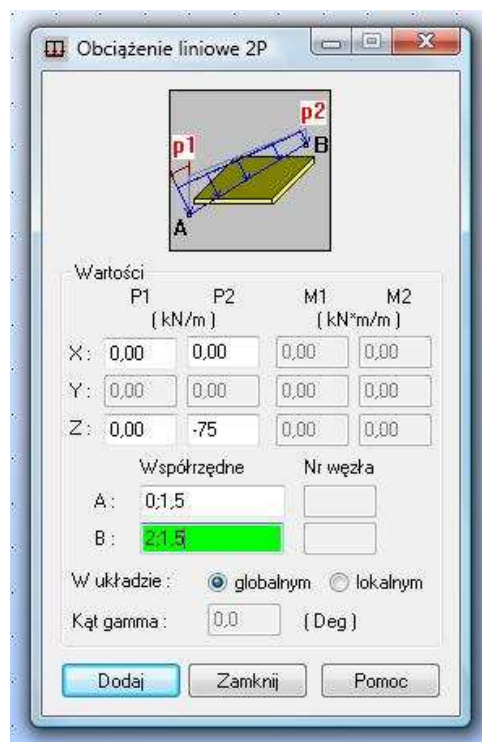 Obciążenie liniowe 2P
p2
p1
B
A
Wartości
P1 P2 M1 M2
( kN/m ) ( kN*m/m )
X: 0,00 0,00 0,00 0,00
Y: 0,00 0,00 0,00 0,00
Z: 0,00 -75 0,00 0,00
Współrzędne Nr węzła
A: 0;1,5
B: 2;1,5
W układzie: globalnym lokalnym
Kąt gamma: 0,0 ( Deg )
Dodaj Zamknij Pomoc